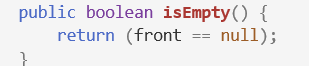 public boolean isEmpty() {
    return (front == null);
}